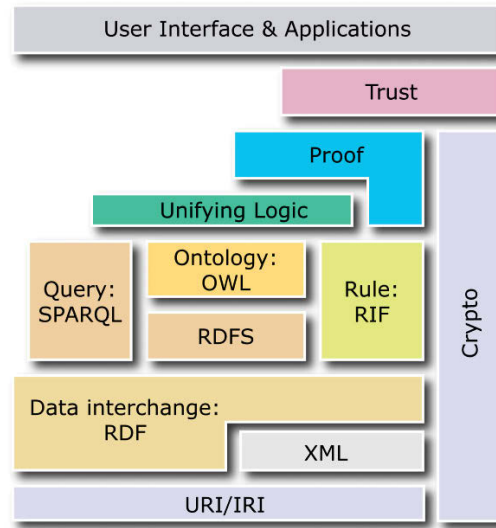 User Interface & Applications
Trust
Proof
Unifying Logic
Query:
SPARQL
Ontology:
OWL
RDFS
Rule:
RIF
Crypto
Data interchange:
RDF
XML
URI/IRI